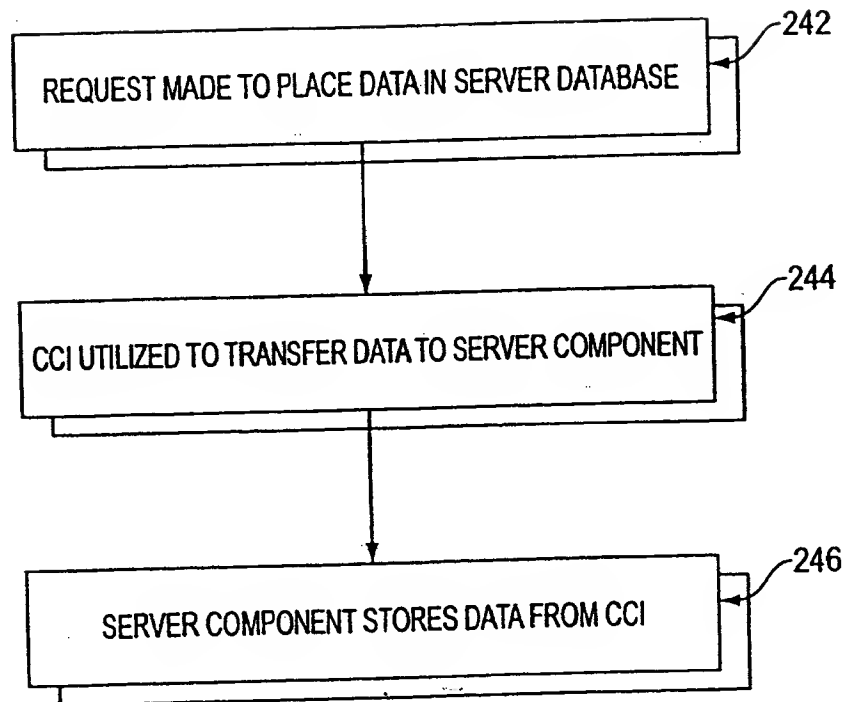 242
REQUEST MADE TO PLACE DATA IN SERVER DATABASE
244
CCI UTILIZED TO TRANSFER DATA TO SERVER COMPONENT
246
SERVER COMPONENT STORES DATA FROM CCI